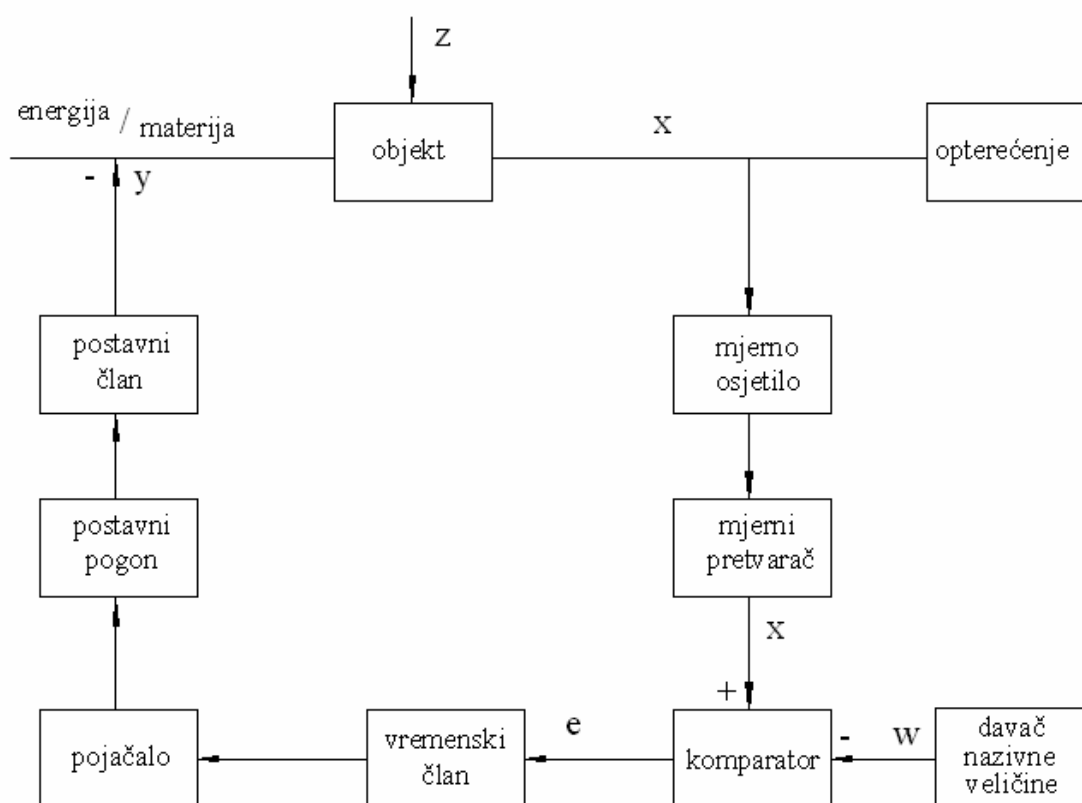 z
energija / materija
objekt
x
opterećenje
- y
postavni
član
mjerno
osjetilo
postavni
pogon
mjerni
pretvarač
x
+
pojačalo
vremenski
član
e
komparator
- w
davač
nazivne
veličine